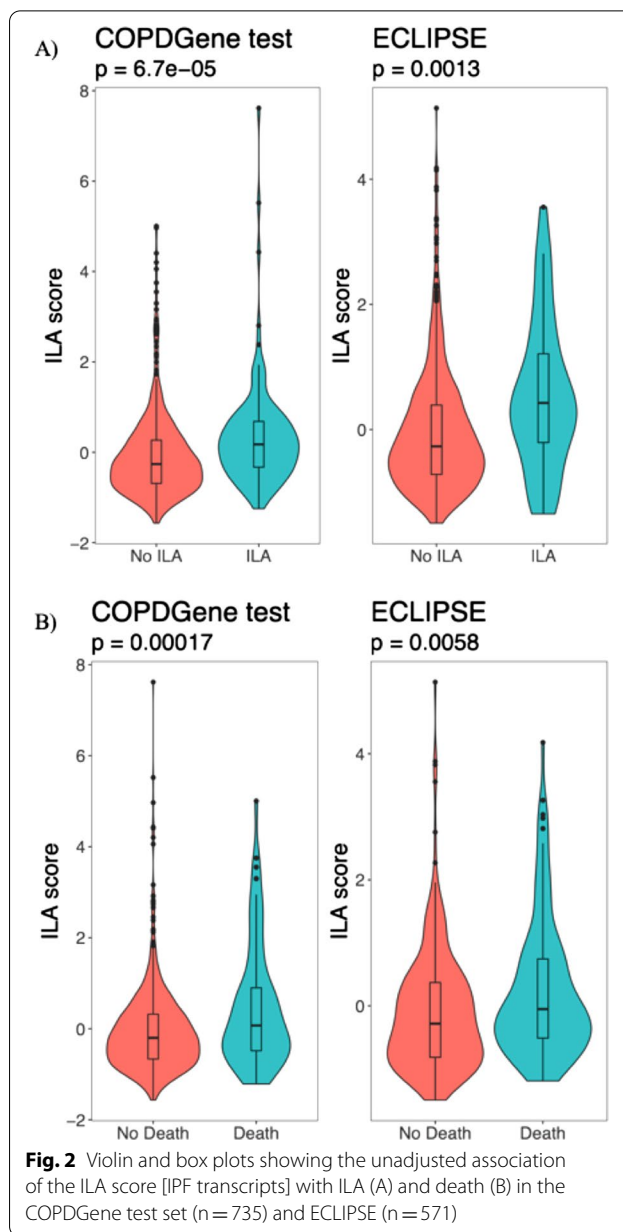 A)
COPDGene test
p = 6.7e−05
ECLIPSE
p = 0.0013
ILA score
8
6
4
2
0
−2
No ILA
ILA
ILA score
4
2
0
No ILA
ILA
B)
COPDGene test
p = 0.00017
ECLIPSE
p = 0.0058
ILA score
8
6
4
2
0
−2
No Death
Death
ILA score
4
2
0
No Death
Death
Fig. 2 Violin and box plots showing the unadjusted association
of the ILA score [IPF transcripts] with ILA (A) and death (B) in the
COPDGene test set (n = 735) and ECLIPSE (n = 571)